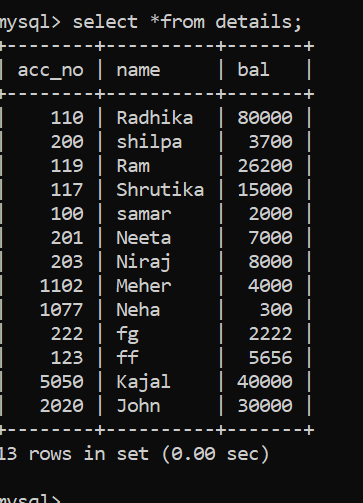 mysql> select *from details;
+--------+----------+-------+
| acc_no | name     | bal   |
+--------+----------+-------+
|    110 | Radhika  | 80000 |
|    200 | shilpa   |  3700 |
|    119 | Ram      | 26200 |
|    117 | Shrutika | 15000 |
|    100 | samar    |  2000 |
|    201 | Neeta    |  7000 |
|    203 | Niraj    |  8000 |
|   1102 | Meher    |  4000 |
|   1077 | Neha     |   300 |
|    222 | fg       |  2222 |
|    123 | ff       |  5656 |
|   5050 | Kajal    | 40000 |
|   2020 | John     | 30000 |
+--------+----------+-------+
13 rows in set (0.00 sec)
mysql>